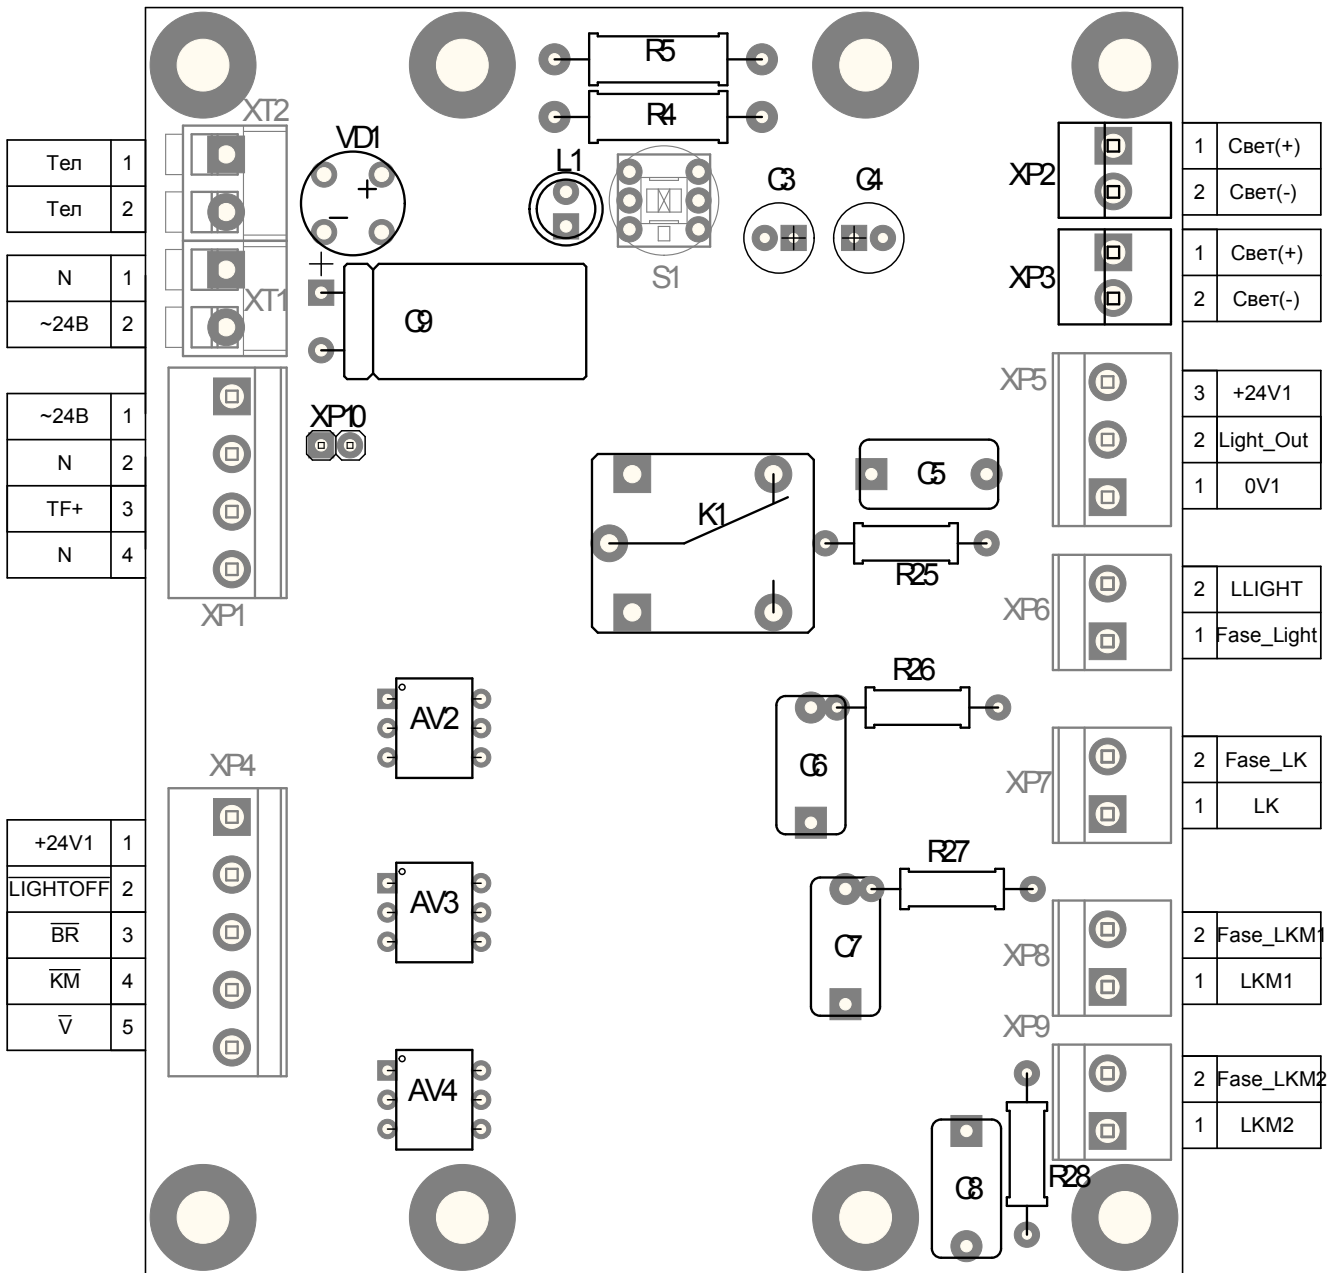 R5
R4
XT2
VD1
L1
C3
C4
XP2
1 Свет(+)
2 Свет(-)
Тел 1
Тел 2
+
−
S1
XP3
1 Свет(+)
2 Свет(-)
N 1
~24В 2
XT1
+
C9
XP5
3 +24V1
2 Light_Out
1 0V1
~24В 1
N 2
TF+ 3
N 4
XP10
XP1
K1
C5
R25
XP6
2 LLIGHT
1 Fase_Light
R26
AV2
C6
XP7
2 Fase_LK
1 LK
XP4
+24V1 1
LIGHTOFF 2
BR 3
KM 4
V 5
AV3
R27
C7
XP8
2 Fase_LKM1
1 LKM1
XP9
2 Fase_LKM2
1 LKM2
AV4
R28
C8